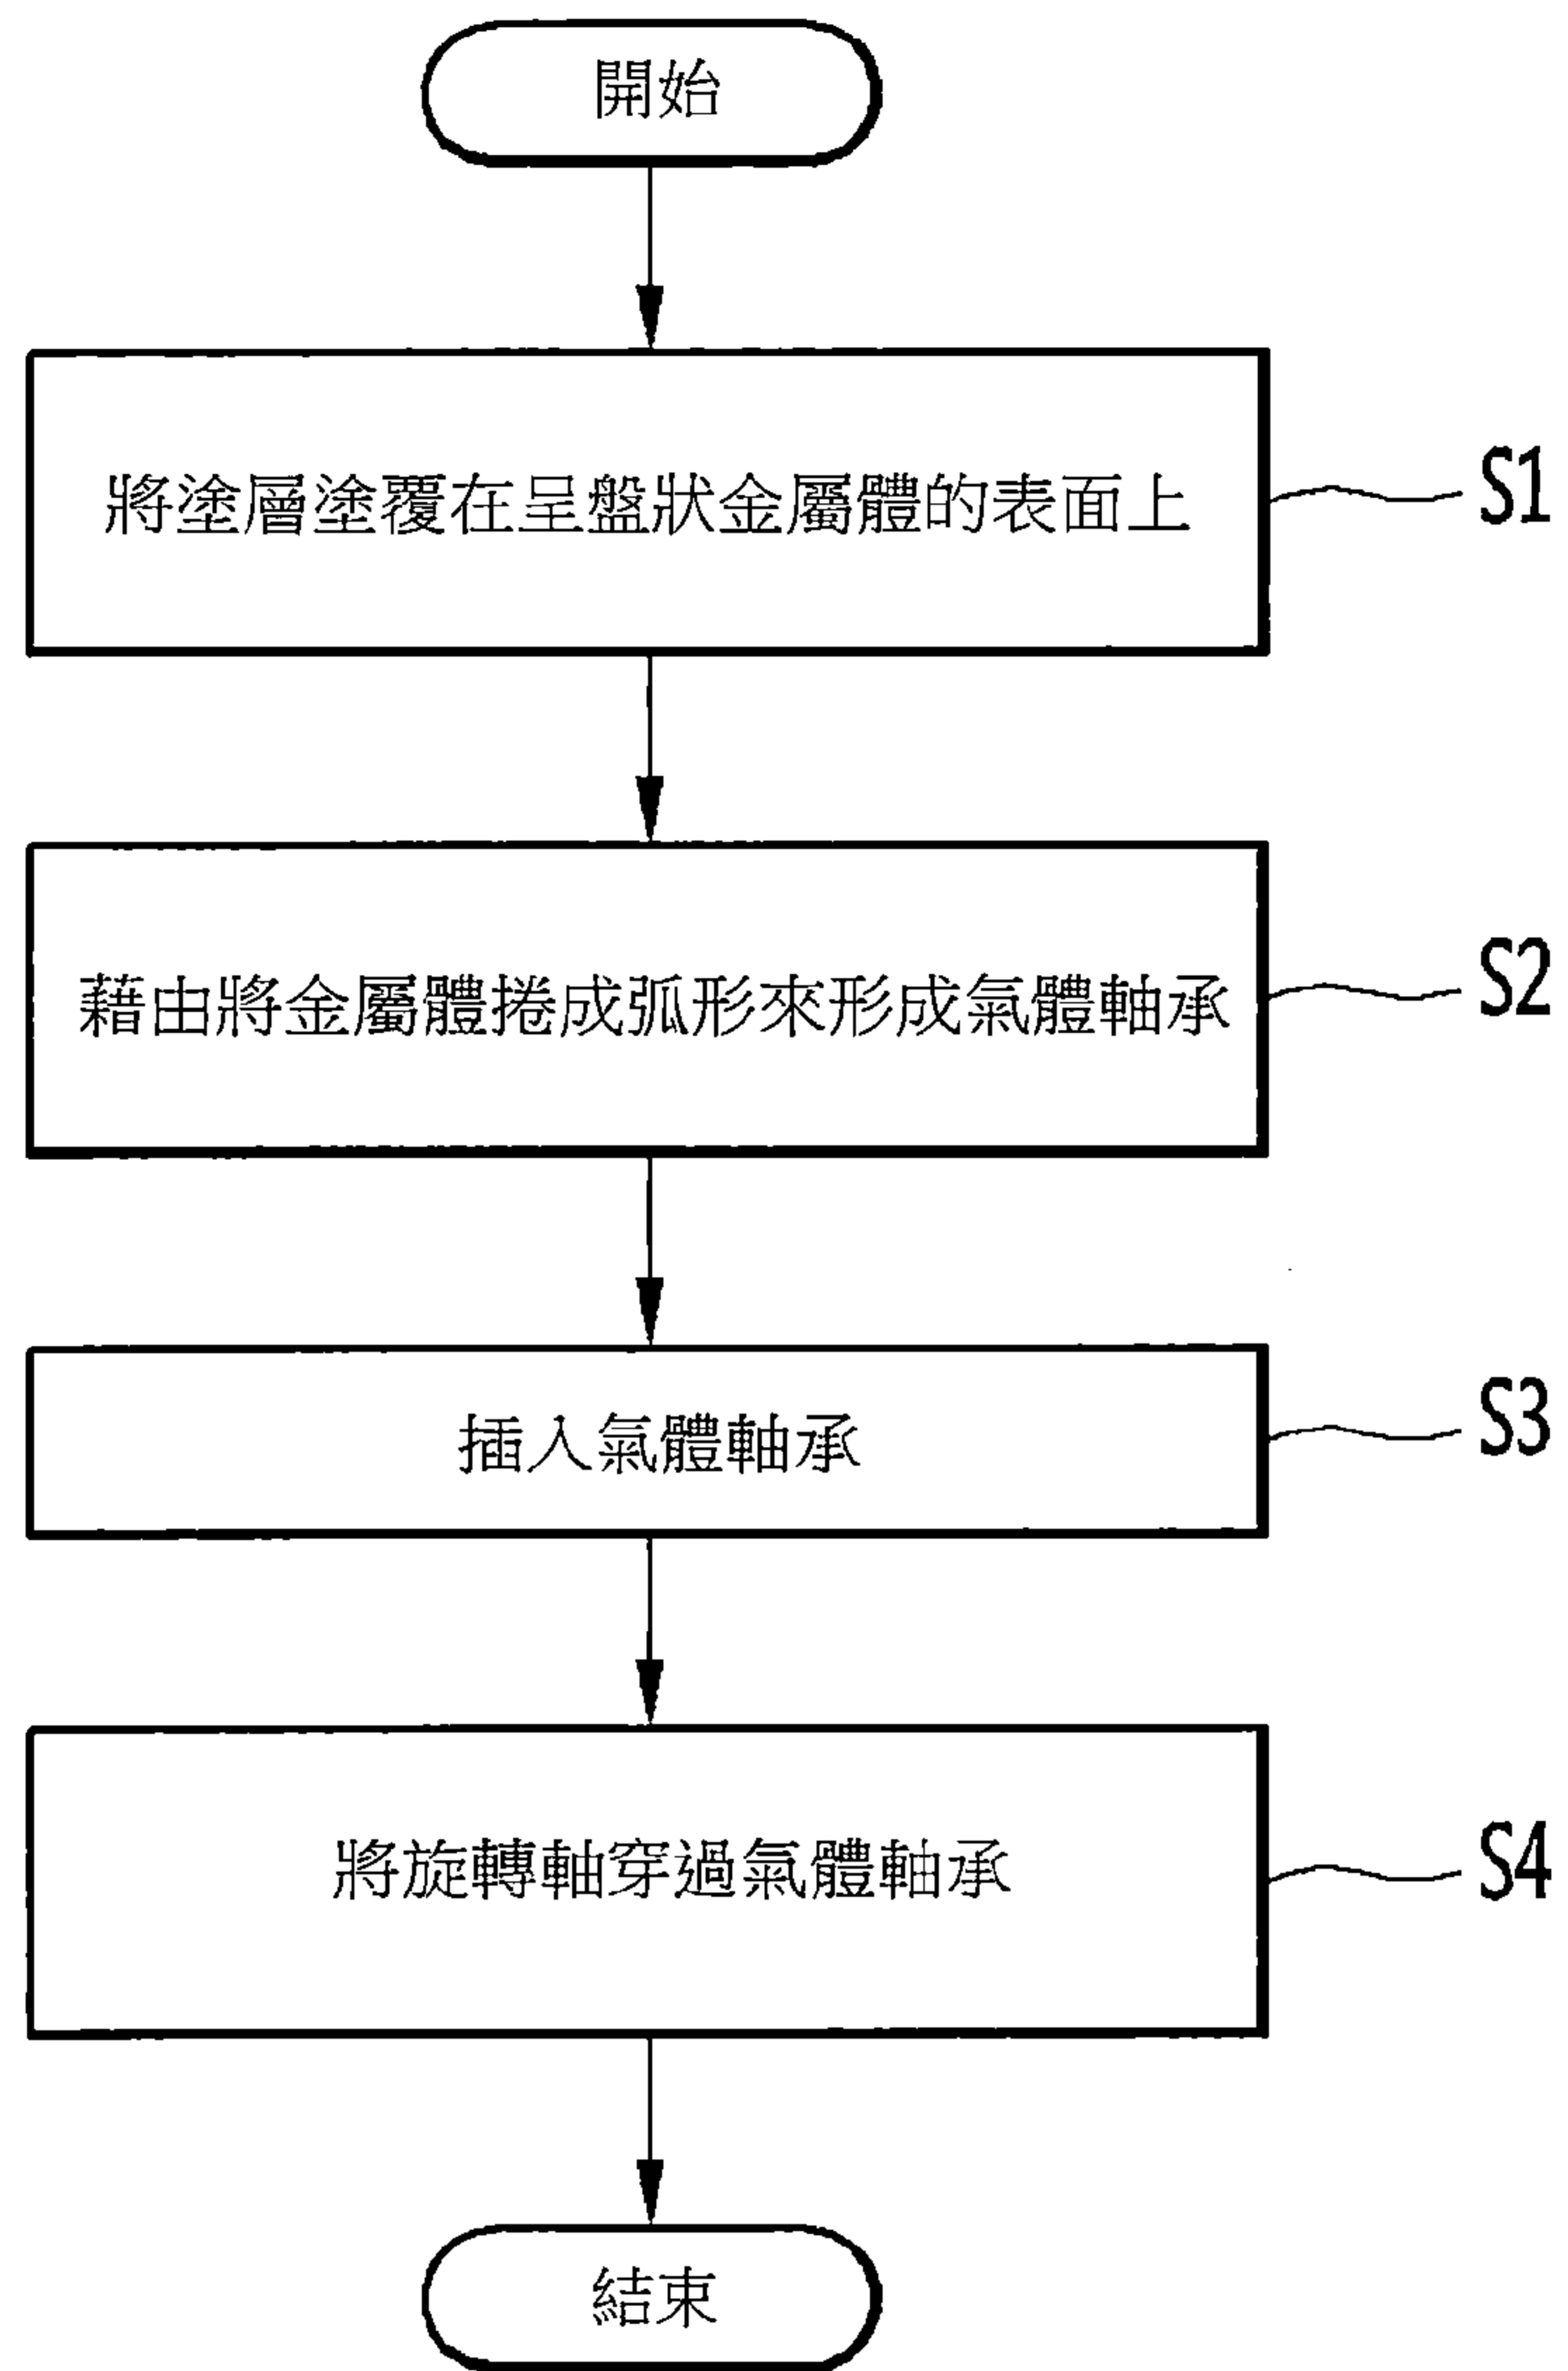 開始
將塗層塗覆在呈盤狀金屬體的表面上
S1
藉由將金屬體捲成弧形來形成氣體軸承
S2
插入氣體軸承
S3
將旋轉軸穿過氣體軸承
S4
結束